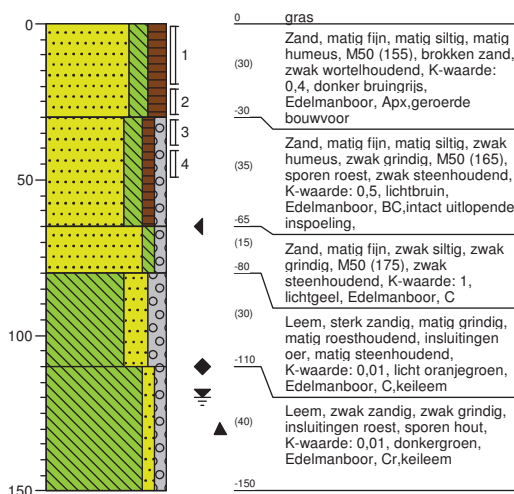 0
50
100
150
1
2
3
4
0 gras
(30)
Zand, matig fijn, matig siltig, matig
humeus, M50 (155), brokken zand,
zwak wortelhoudend, K-waarde:
0,4, donker bruingrijs,
Edelmanboor, Apx,geroerde
bouwvoor
-30
(35)
Zand, matig fijn, matig siltig, zwak
humeus, zwak grindig, M50 (165),
sporen roest, zwak steenhoudend,
K-waarde: 0,5, lichtbruin,
Edelmanboor, BC,intact uitlopende
inspoeling,
-65
(15)
Zand, matig fijn, zwak siltig, zwak
grindig, M50 (175), zwak
steenhoudend, K-waarde: 1,
lichtgeel, Edelmanboor, C
-80
(30)
Leem, sterk zandig, matig grindig,
matig roesthoudend, insluitingen
oer, matig steenhoudend,
K-waarde: 0,01, licht oranjegroen,
Edelmanboor, C,keileem
-110
(40)
Leem, zwak zandig, zwak grindig,
insluitingen roest, sporen hout,
K-waarde: 0,01, donkergroen,
Edelmanboor, Cr,keileem
-150